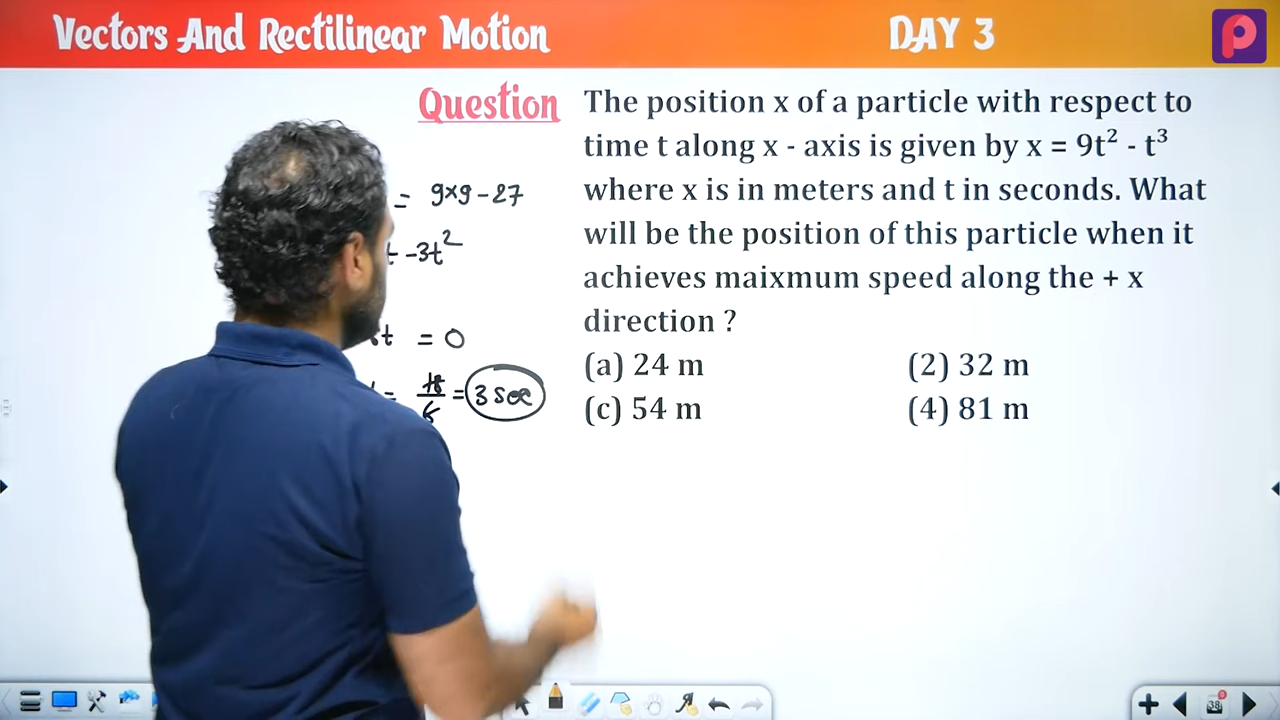 Vectors And Rectilinear Motion
DAY 3
Question
The position x of a particle with respect to
time t along x - axis is given by x = 9t² - t³
where x is in meters and t in seconds. What
will be the position of this particle when it
achieves maixmum speed along the + x
direction ?
(a) 24 m (2) 32 m
(c) 54 m (4) 81 m
= 9×9-27
t -3t²
t = 0
= 18/6 = 3 sec
38